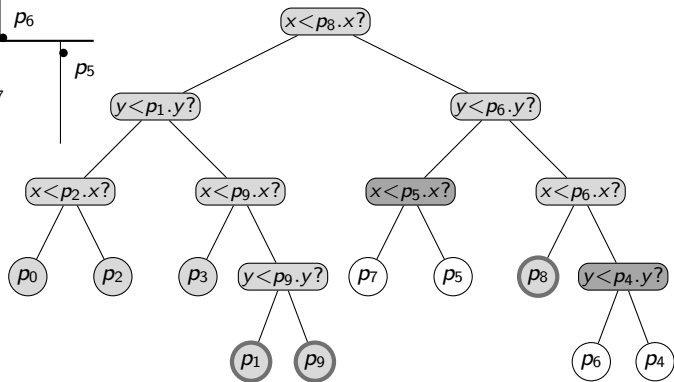 p6
p5
x<p8.x?
y<p1.y?
y<p6.y?
x<p2.x?
x<p9.x?
x<p5.x?
x<p6.x?
p0
p2
p3
y<p9.y?
p7
p5
p8
y<p4.y?
p1
p9
p6
p4